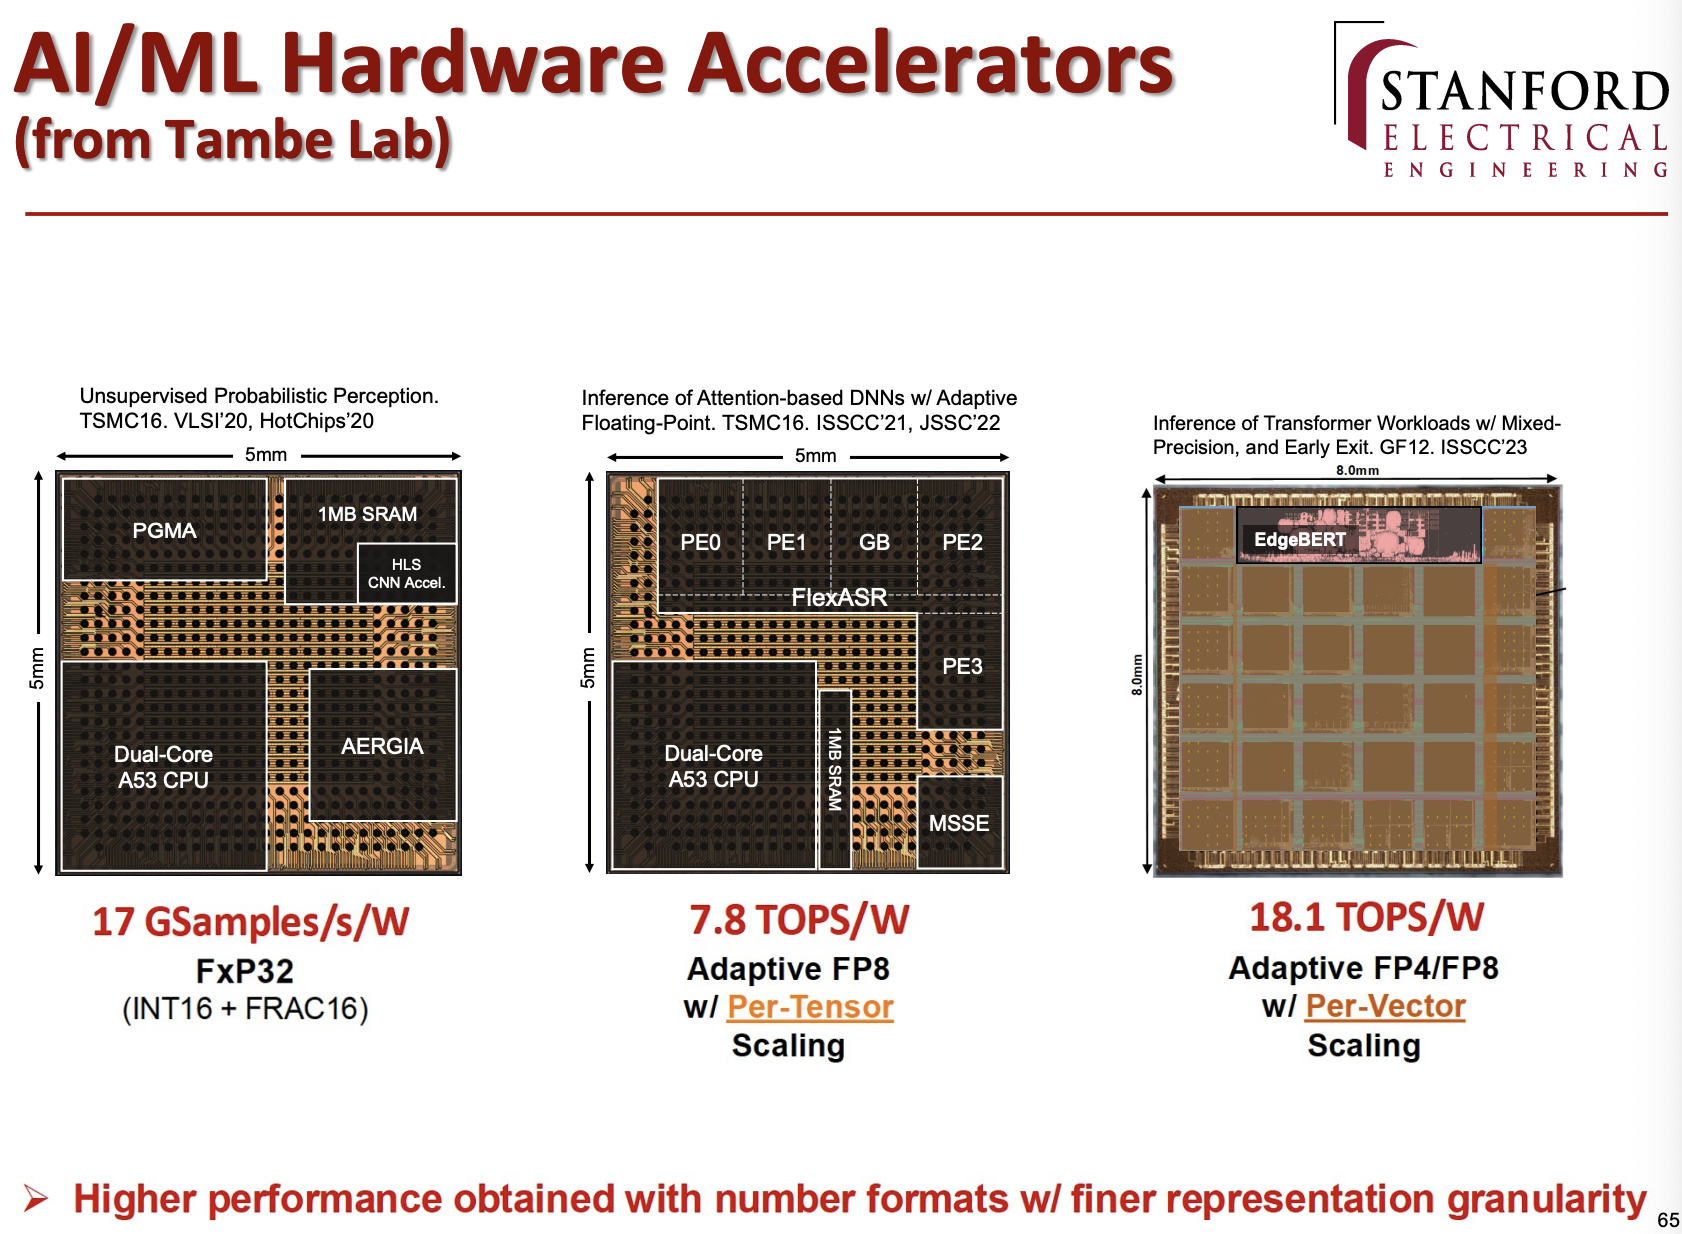 AI/ML Hardware Accelerators
(from Tambe Lab)
STANFORD
ELECTRICAL
ENGINEERING
Unsupervised Probabilistic Perception.
TSMC16. VLSI'20, HotChips'20
5mm
5mm
PGMA
1MB SRAM
HLS
CNN Accel.
Dual-Core
A53 CPU
AERGIA
17 GSamples/s/W
FxP32
(INT16 + FRAC16)
Inference of Attention-based DNNs w/ Adaptive
Floating-Point. TSMC16. ISSCC'21, JSSC'22
5mm
5mm
PE0
PE1
GB
PE2
FlexASR
PE3
Dual-Core
A53 CPU
1MB SRAM
MSSE
7.8 TOPS/W
Adaptive FP8
w/ Per-Tensor
Scaling
Inference of Transformer Workloads w/ Mixed-
Precision, and Early Exit. GF12. ISSCC'23
8.0mm
8.0mm
EdgeBERT
18.1 TOPS/W
Adaptive FP4/FP8
w/ Per-Vector
Scaling
➢ Higher performance obtained with number formats w/ finer representation granularity
65